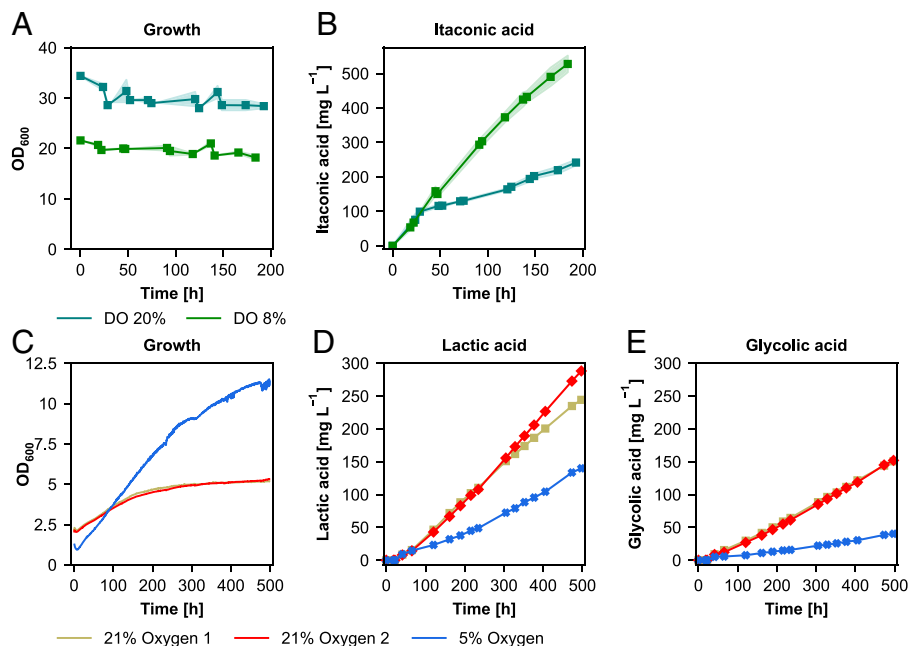 A
Growth
OD600
40
30
20
10
0
0 50 100 150 200
Time [h]
B
Itaconic acid
Itaconic acid [mg L−1]
500
400
300
200
100
0
0 50 100 150 200
Time [h]
DO 20% DO 8%
C
Growth
OD600
12.5
10
7.5
5
2.5
0
0 100 200 300 400 500
Time [h]
D
Lactic acid
Lactic acid [mg L−1]
300
250
200
150
100
50
0
0 100 200 300 400 500
Time [h]
E
Glycolic acid
Glycolic acid [mg L−1]
300
250
200
150
100
50
0
0 100 200 300 400 500
Time [h]
21% Oxygen 1 21% Oxygen 2 5% Oxygen